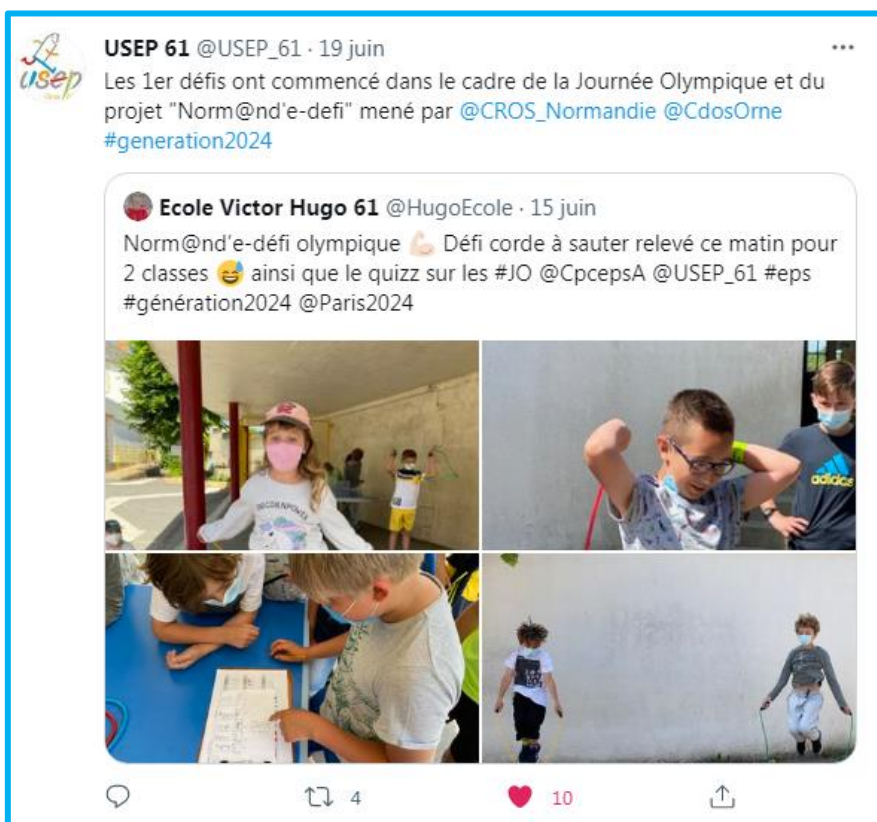 usep
USEP 61 @USEP_61 · 19 juin
Les 1er défis ont commencé dans le cadre de la Journée Olympique et du
projet "Norm@nd'e-defi" mené par @CROS_Normandie @CdosOrne
#generation2024
Ecole Victor Hugo 61 @HugoEcole · 15 juin
Norm@nd’e-défi olympique 💪🏻 Défi corde à sauter relevé ce matin pour
2 classes 😅 ainsi que le quizz sur les #JO @CpcepsA @USEP_61 #eps
#génération2024 @Paris2024
adidas
4
10